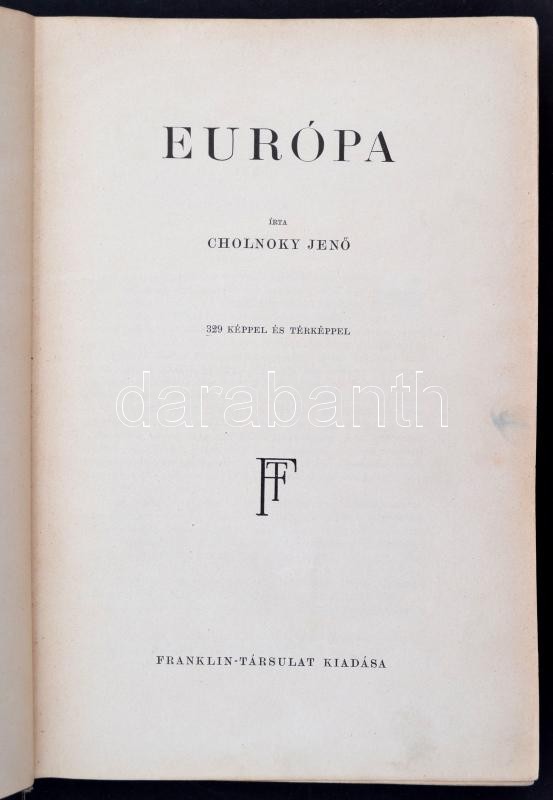 EURÓPA
ÍRTA
CHOLNOKY JENŐ
329 KÉPPEL ÉS TÉRKÉPPEL
darabanth
FT
FRANKLIN-TÁRSULAT KIADÁSA